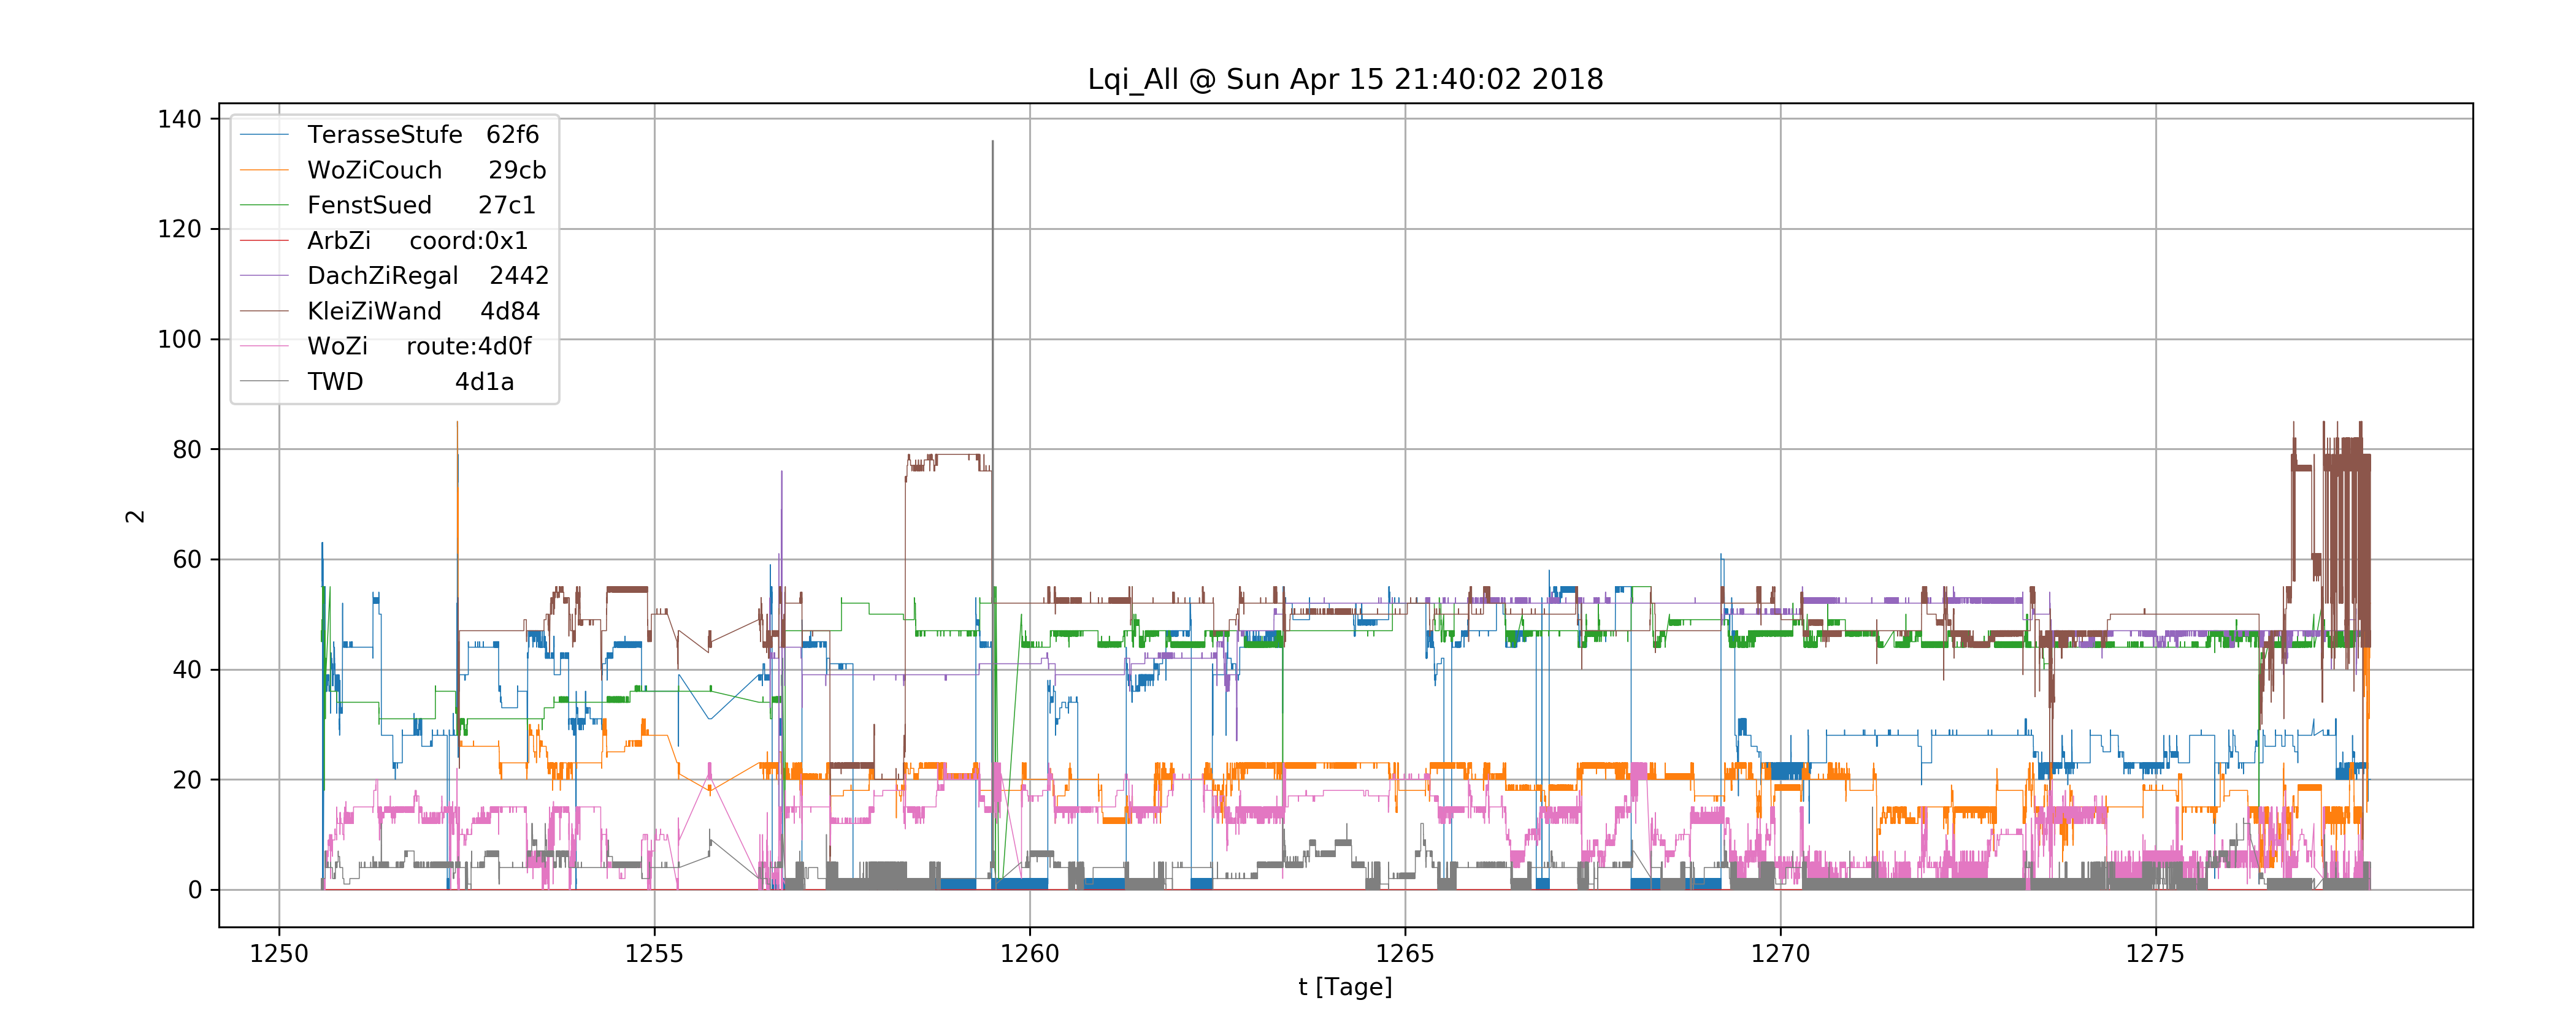 Lqi_All @ Sun Apr 15 21:40:02 2018
140
120
100
80
60
40
20
0
2
TerasseStufe 62f6
WoZiCouch 29cb
FenstSued 27c1
ArbZi coord:0x1
DachZiRegal 2442
KleiZiWand 4d84
WoZi route:4d0f
TWD 4d1a
1250 1255 1260 1265 1270 1275
t [Tage]